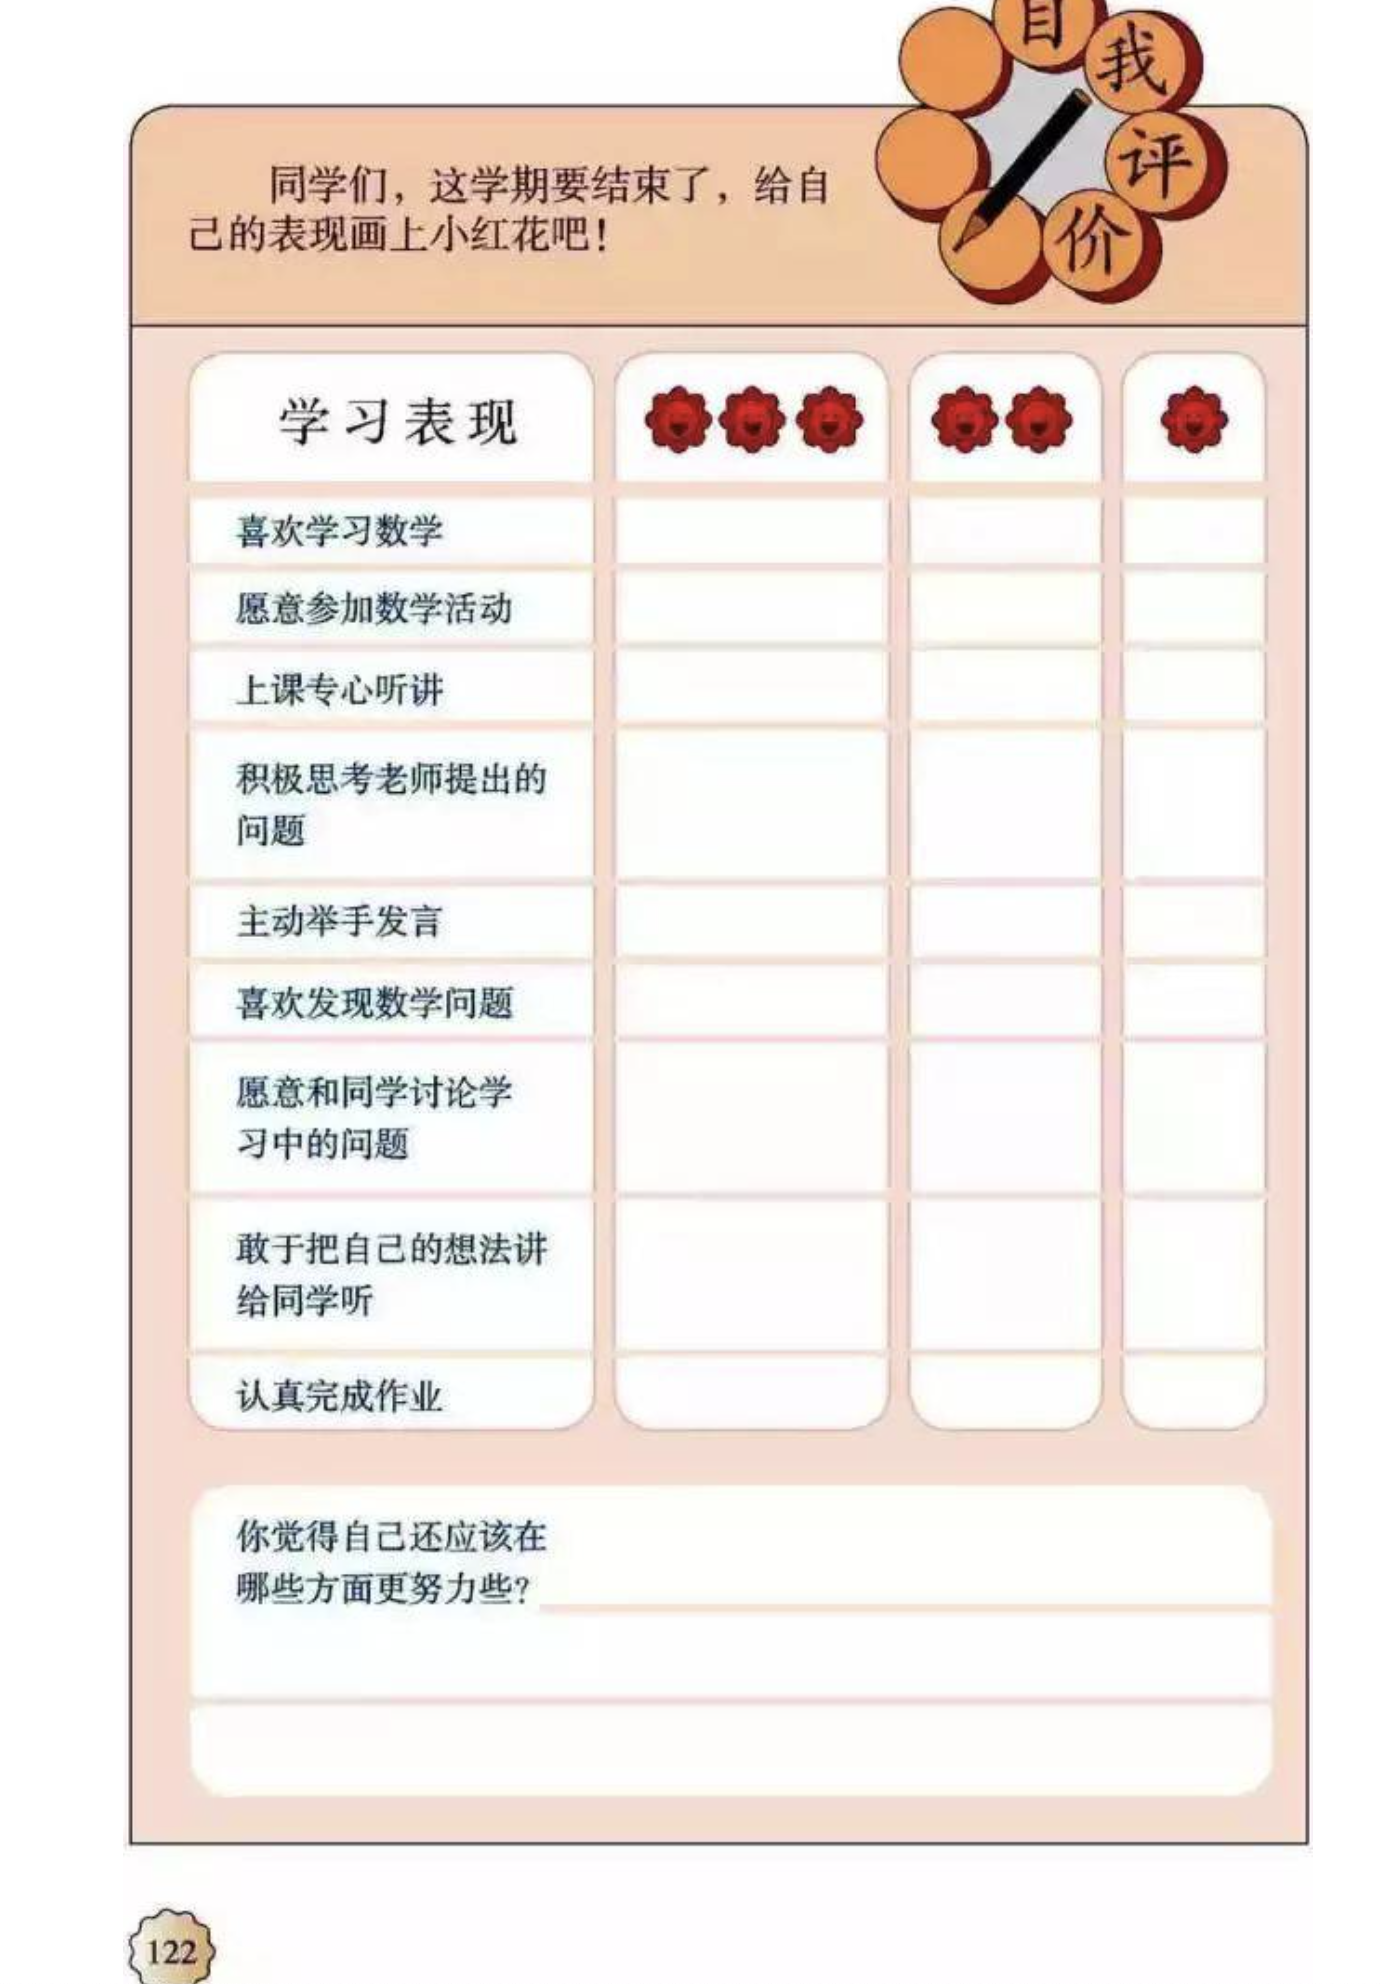 自我评价
同学们，这学期要结束了，给自
己的表现画上小红花吧！
学习表现
喜欢学习数学
愿意参加数学活动
上课专心听讲
积极思考老师提出的
问题
主动举手发言
喜欢发现数学问题
愿意和同学讨论学
习中的问题
敢于把自己的想法讲
给同学听
认真完成作业
你觉得自己还应该在
哪些方面更努力些？
122